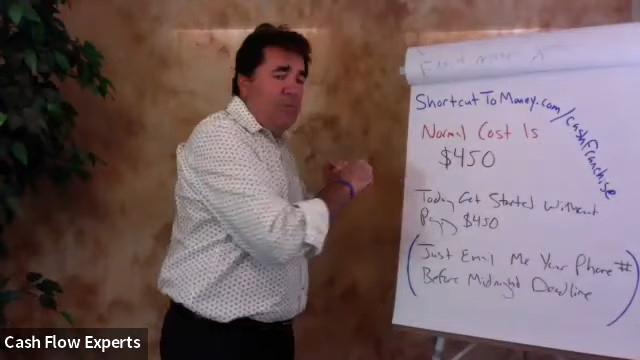 ShortcutToMoney.com/cashfranchise
Normal Cost Is
$450
Today Get Started Without
Paying $450
(Just Email Me Your Phone #
Before Midnight Deadline)
Cash Flow Experts